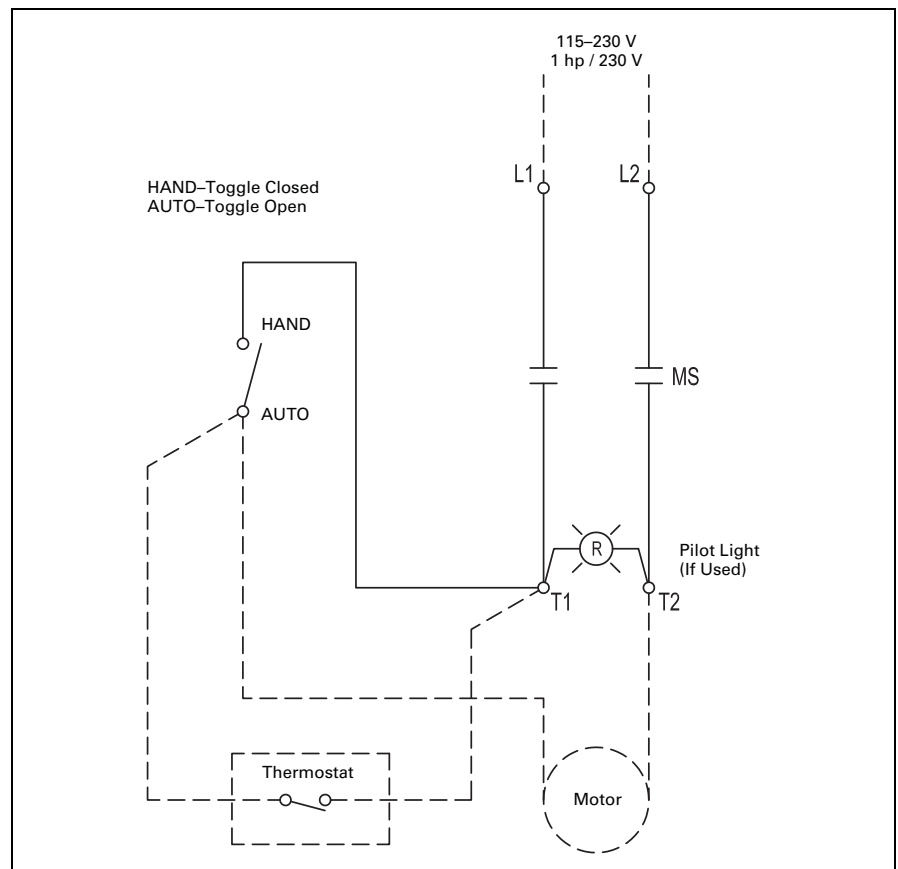 115–230 V
1 hp / 230 V
L1
L2
HAND–Toggle Closed
AUTO–Toggle Open
HAND
MS
AUTO
R
Pilot Light
(If Used)
T1
T2
Thermostat
Motor